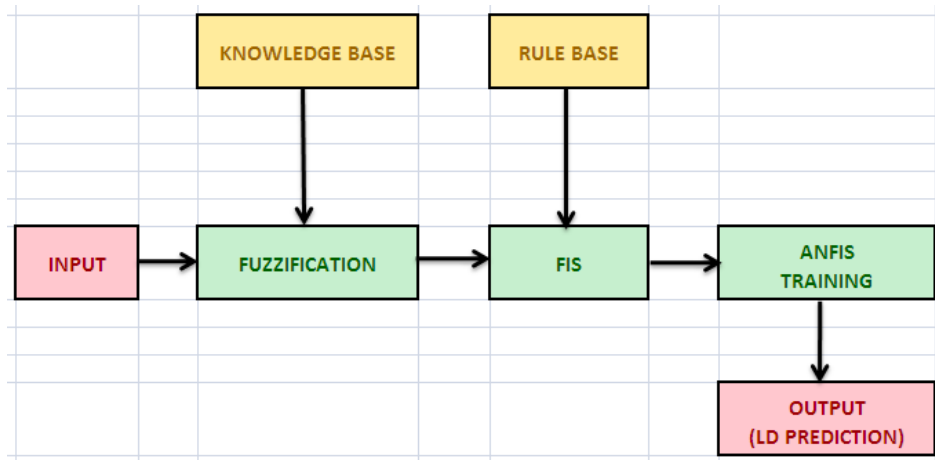 KNOWLEDGE BASE
RULE BASE
INPUT
FUZZIFICATION
FIS
ANFIS
TRAINING
OUTPUT
(LD PREDICTION)